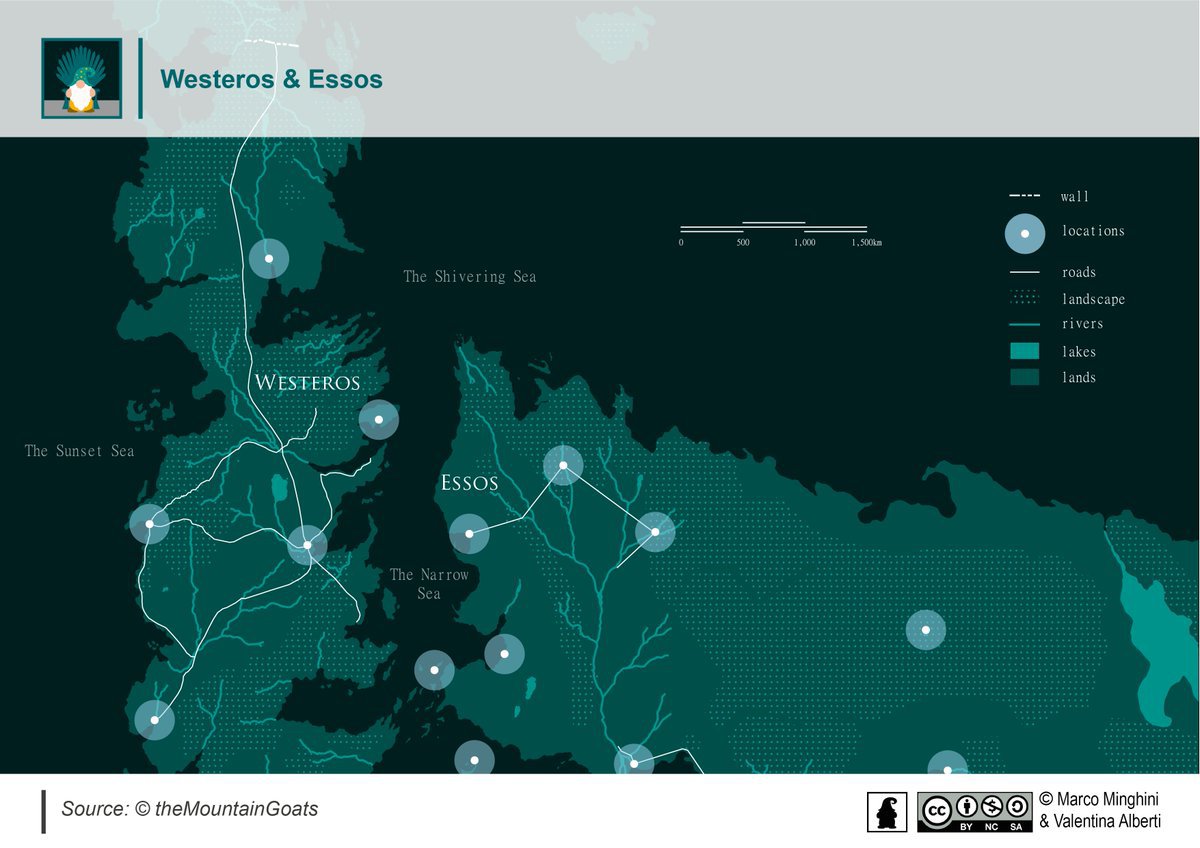 Westeros & Essos
wall
locations
0 500 1,000 1,500km
roads
The Shivering Sea
landscape
rivers
lakes
Westeros
lands
The Sunset Sea
Essos
The Narrow
Sea
Source: © theMountainGoats
cc BY NC SA
© Marco Minghini
& Valentina Alberti